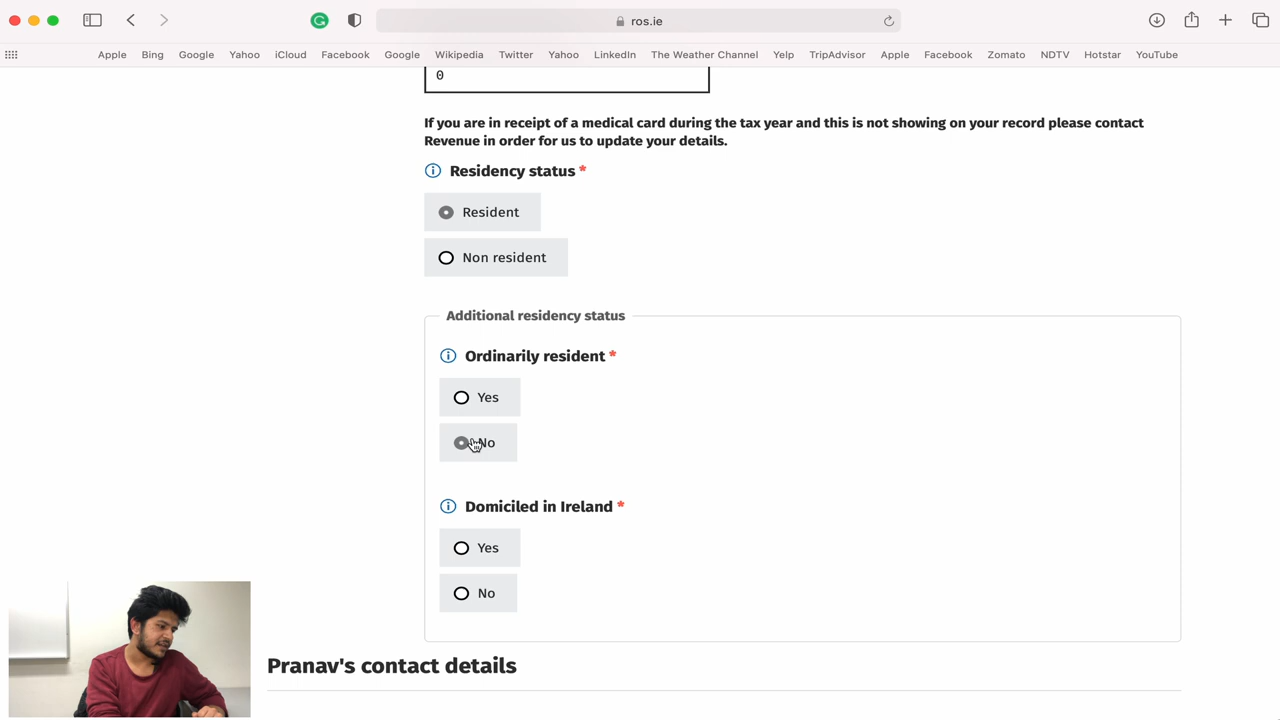 ros.ie
Apple Bing Google Yahoo iCloud Facebook Google Wikipedia Twitter Yahoo LinkedIn The Weather Channel Yelp TripAdvisor Apple Facebook Zomato NDTV Hotstar YouTube
0
If you are in receipt of a medical card during the tax year and this is not showing on your record please contact
Revenue in order for us to update your details.
Residency status *
Resident
Non resident
Additional residency status
Ordinarily resident *
Yes
No
Domiciled in Ireland *
Yes
No
Pranav's contact details